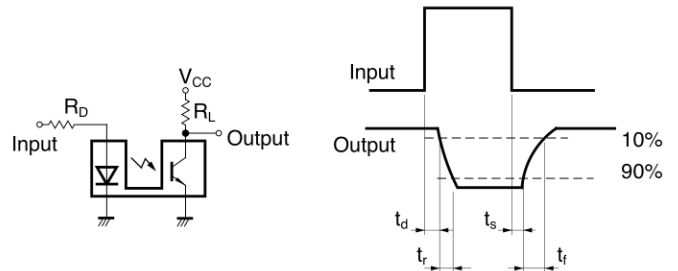 V_CC
R_D
R_L
Input
Output
Input
Output
10%
90%
t_d
t_s
t_r
t_f